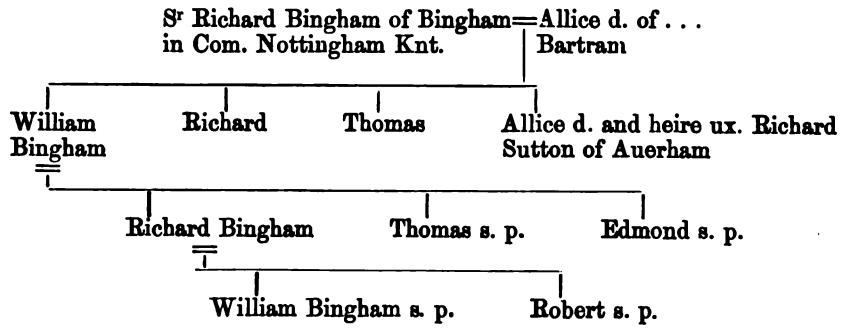 Sr Richard Bingham of Bingham=Allice d. of . . .
in Com. Nottingham Knt. Bartram
William Richard Thomas Allice d. and heire ux. Richard
Bingham Sutton of Auerham
Richard Bingham Thomas s. p. Edmond s. p.
William Bingham s. p. Robert s. p.